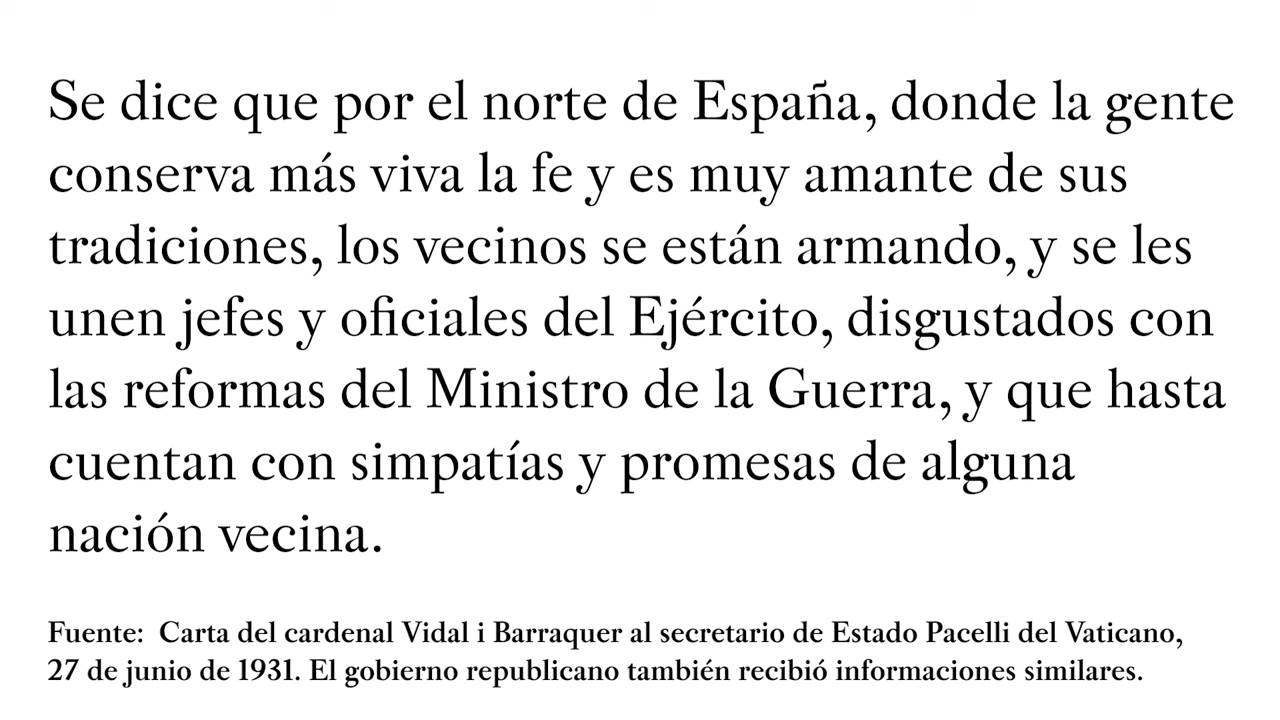 Se dice que por el norte de España, donde la gente
conserva más viva la fe y es muy amante de sus
tradiciones, los vecinos se están armando, y se les
unen jefes y oficiales del Ejército, disgustados con
las reformas del Ministro de la Guerra, y que hasta
cuentan con simpatías y promesas de alguna
nación vecina.
Fuente:  Carta del cardenal Vidal i Barraquer al secretario de Estado Pacelli del Vaticano,
27 de junio de 1931. El gobierno republicano también recibió informaciones similares.